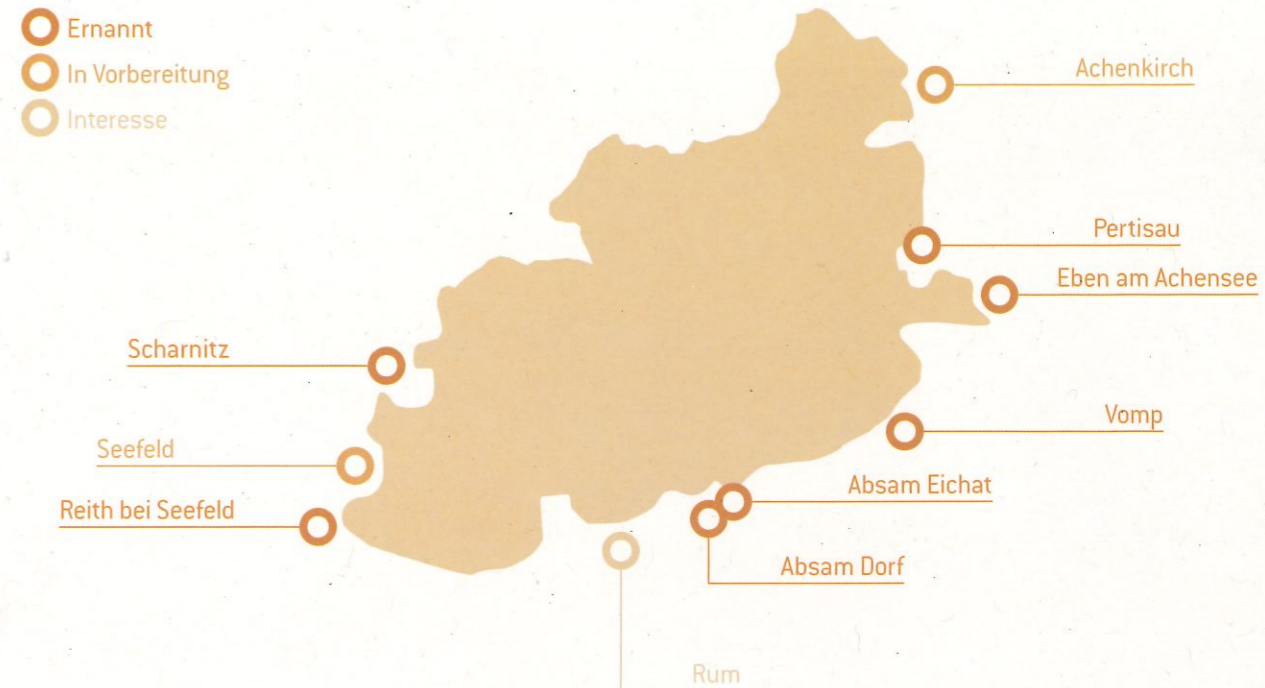 Ernannt
In Vorbereitung
Interesse
Achenkirch
Pertisau
Eben am Achensee
Scharnitz
Vomp
Seefeld
Absam Eichat
Reith bei Seefeld
Absam Dorf
Rum